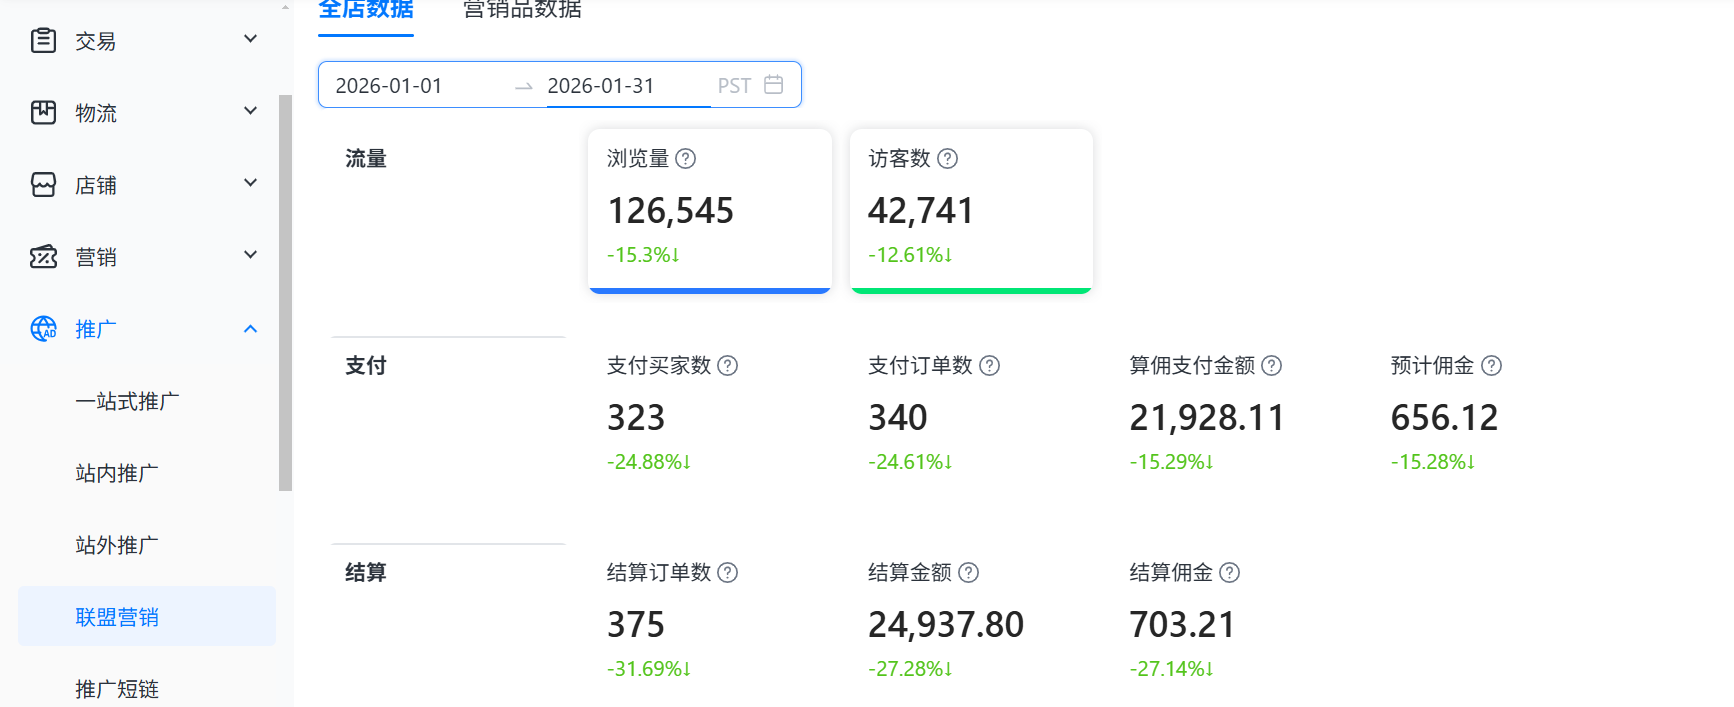 全店数据
营销品数据
交易
物流
店铺
营销
推广
一站式推广
站内推广
站外推广
联盟营销
推广短链
2026-01-01 → 2026-01-31 PST
流量
浏览量 ?
126,545
-15.3%↓
访客数 ?
42,741
-12.61%↓
支付
支付买家数 ?
323
-24.88%↓
支付订单数 ?
340
-24.61%↓
算佣支付金额 ?
21,928.11
-15.29%↓
预计佣金 ?
656.12
-15.28%↓
结算
结算订单数 ?
375
-31.69%↓
结算金额 ?
24,937.80
-27.28%↓
结算佣金 ?
703.21
-27.14%↓